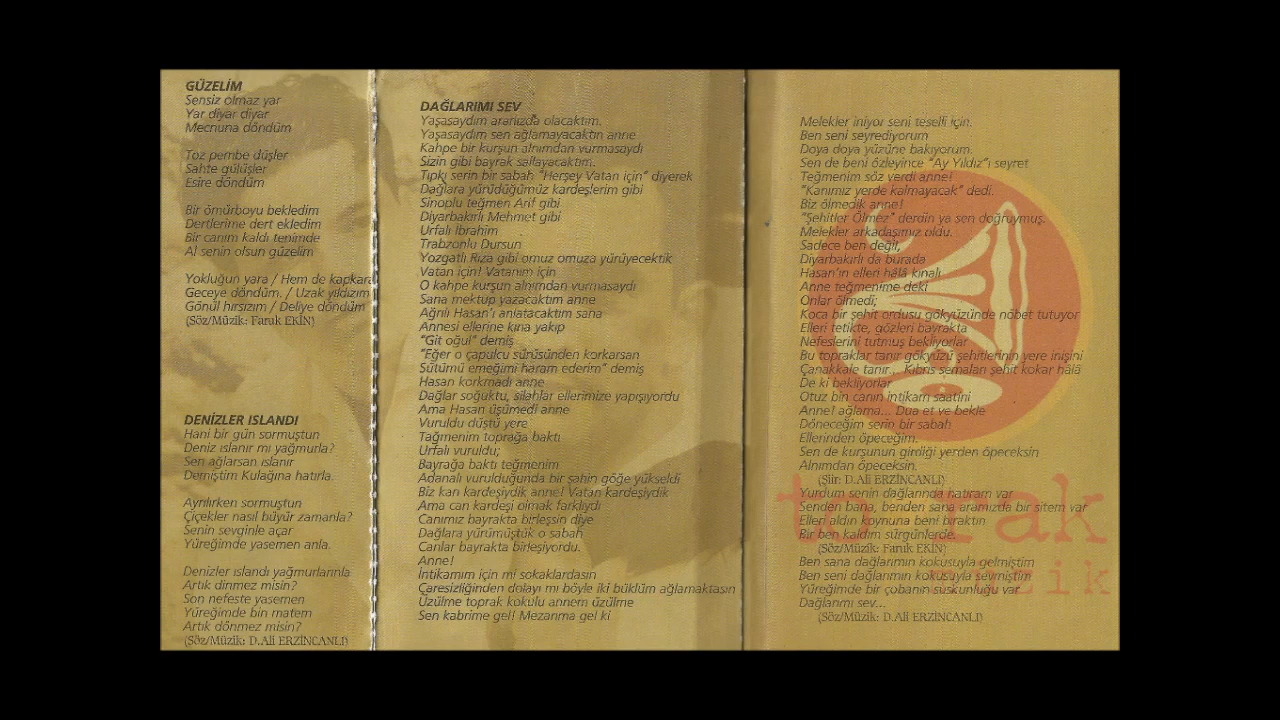 GÜZELİM
Sensiz olmaz yar
Yar diyar diyar
Mecnuna döndüm
Toz pembe düşler
Sahte gülüşler
Esire döndüm
Bir ömürboyu bekledim
Dertlerime dert ekledim
Bir canım kaldı tenimde
Al senin olsun güzelim
Yokluğun yara / Hem de kapkara
Geceye döndüm. / Uzak yıldızım
Gönül hırsızım / Deliye döndüm
(Söz/Müzik: Faruk EKİN)
DENİZLER ISLANDI
Hani bir gün sormuştun
Deniz ıslanır mı yağmurla?
Sen ağlarsan ıslanır
Demiştim Kulağına hatırla.
Ayrılırken sormuştun
Çiçekler nasıl büyür zamanla?
Senin sevginle açar
Yüreğimde yasemen anla.
Denizler ıslandı yağmurlarınla
Artık dinmez misin?
Son nefeste yasemen
Yüreğimde bin matem
Artık dönmez misin?
(Söz/Müzik: D.Ali ERZİNCANLI)
DAĞLARIMI SEV
Yaşasaydım aranızda olacaktım.
Yaşasaydım sen ağlamayacaktın anne
Kahpe bir kurşun alnımdan vurmasaydı
Sizin gibi bayrak sallayacaktım.
Tıpkı serin bir sabah "Herşey Vatan için" diyerek
Dağlara yürüdüğümüz kardeşlerim gibi
Sinoplu teğmen Arif gibi
Diyarbakırlı Mehmet gibi
Urfalı İbrahim
Trabzonlu Dursun
Yozgatlı Rıza gibi omuz omuza yürüyecektik
Vatan için! Vatanım için
O kahpe kurşun alnımdan vurmasaydı
Sana mektup yazacaktım anne
Ağrılı Hasan'ı anlatacaktım sana
Annesi ellerine kına yakıp
"Git oğul" demiş
"Eğer o çapulcu sürüsünden korkarsan
Sütümü emeğimi haram ederim" demiş
Hasan korkmadı anne
Dağlar soğuktu, silahlar ellerimize yapışıyordu
Ama Hasan üşümedi anne
Vuruldu düştü yere
Tağmenim toprağa baktı
Urfalı vuruldu;
Bayrağa baktı teğmenim
Adanalı vurulduğunda bir şahin göğe yükseldi
Biz kan kardeşiydik anne! Vatan kardeşiydik
Ama can kardeşi olmak farklıydı
Canımız bayrakta birleşsin diye
Dağlara yürümüştük o sabah
Canlar bayrakta birleşiyordu.
Anne!
İntikamım için mi sokaklardasın
Çaresizliğinden dolayı mı böyle iki büklüm ağlamaktasın
Üzülme toprak kokulu annem üzülme
Sen kabrime gel! Mezarıma gel ki
Melekler iniyor seni teselli için.
Ben seni seyrediyorum
Doya doya yüzüne bakıyorum.
Sen de beni özleyince "Ay Yıldız"ı seyret
Teğmenim söz verdi anne!
"Kanımız yerde kalmayacak" dedi.
Biz ölmedik anne!
"Şehitler Ölmez" derdin ya sen doğruymuş.
Melekler arkadaşımız oldu.
Sadece ben değil,
Diyarbakırlı da burada
Hasan'ın elleri hâlâ kınalı
Anne teğmenime deki
Onlar ölmedi;
Koca bir şehit ordusu gökyüzünde nöbet tutuyor
Elleri tetikte, gözleri bayrakta
Nefeslerini tutmuş bekliyorlar
Bu topraklar tanır gökyüzü şehitlerinin yere inişini
Çanakkale tanır... Kıbrıs semaları şehit kokar hâlâ
De ki bekliyorlar
Otuz bin canın intikam saatini
Anne! ağlama... Dua et ve bekle
Döneceğim serin bir sabah
Ellerinden öpeceğim.
Sen de kurşunun girdiği yerden öpeceksin
Alnımdan öpeceksin.
(Şiir: D.Ali ERZİNCANLI)
Yurdum senin dağlarında hatıram var
Senden bana, benden sana aramızda bir sitem var
Elleri aldın koynuna beni bıraktın
Bir ben kaldım sürgünlerde.
(Söz/Müzik: Faruk EKİN)
Ben sana dağlarımın kokusuyla gelmiştim
Ben seni dağlarımın kokusuyla sevmiştim
Yüreğimde bir çobanın suskunluğu var
Dağlarımı sev...
(Söz/Müzik: D.Ali ERZİNCANLI)
toprak
müzik